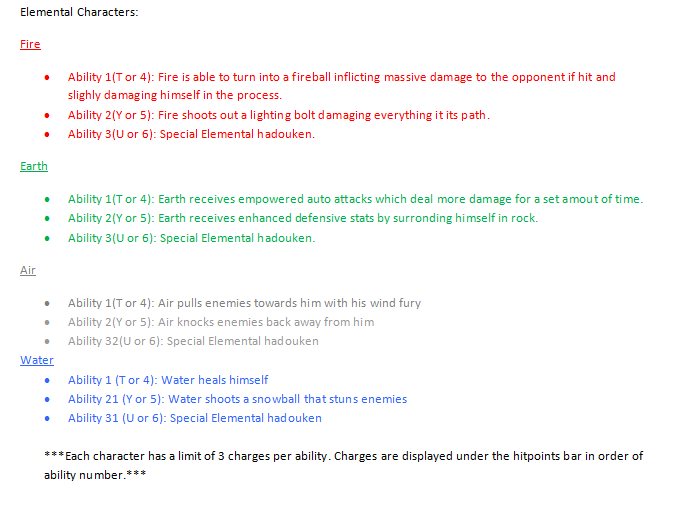 Elemental Characters:
Fire
• Ability 1(T or 4): Fire is able to turn into a fireball inflicting massive damage to the opponent if hit and
slighly damaging himself in the process.
• Ability 2(Y or 5): Fire shoots out a lighting bolt damaging everything it its path.
• Ability 3(U or 6): Special Elemental hadouken.
Earth
• Ability 1(T or 4): Earth receives empowered auto attacks which deal more damage for a set amout of time.
• Ability 2(Y or 5): Earth receives enhanced defensive stats by surronding himself in rock.
• Ability 3(U or 6): Special Elemental hadouken.
Air
• Ability 1(T or 4): Air pulls enemies towards him with his wind fury
• Ability 2(Y or 5): Air knocks enemies back away from him
• Ability 32(U or 6): Special Elemental hadouken
Water
• Ability 1 (T or 4): Water heals himself
• Ability 21 (Y or 5): Water shoots a snowball that stuns enemies
• Ability 31 (U or 6): Special Elemental hadouken
***Each character has a limit of 3 charges per ability. Charges are displayed under the hitpoints bar in order of
ability number.***